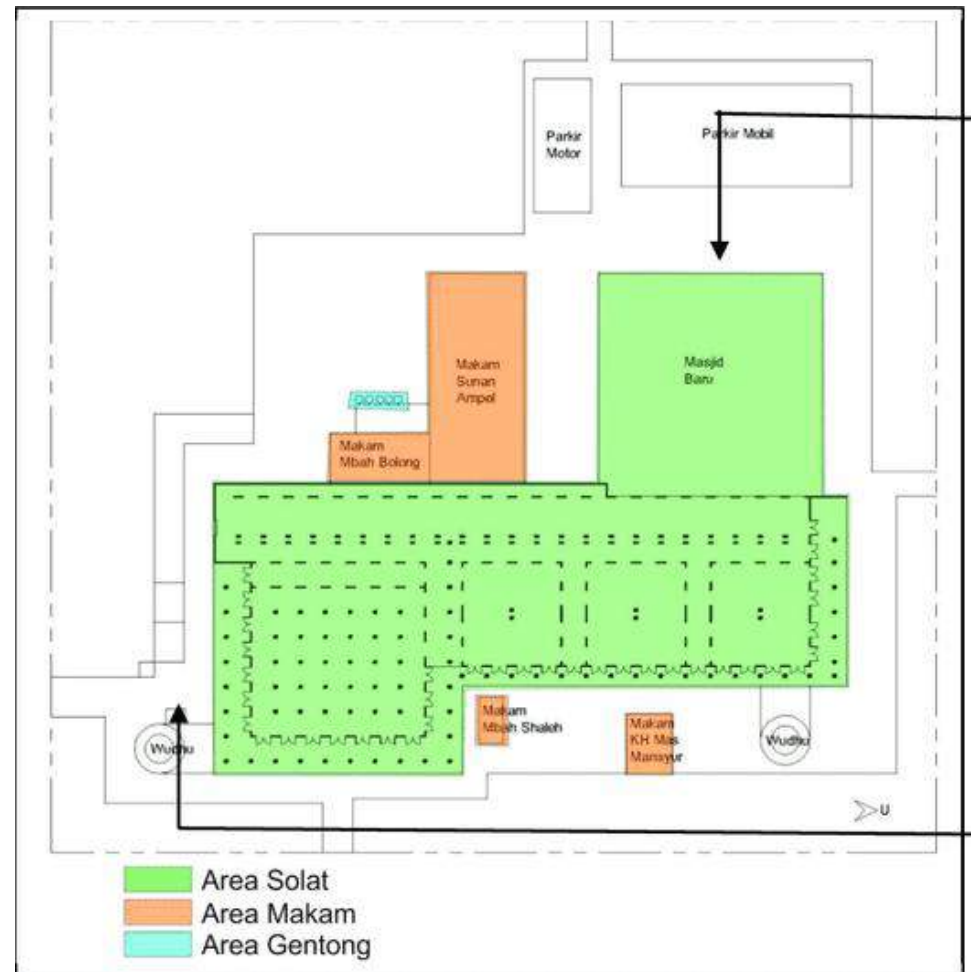 Parkir
Motor
Parkir Mobil
Makam
Sunan
Ampel
Masjid
Baru
Makam
Mbah Bolong
Makam
Mbah Shaleh
Makam
KH Mas
Mansyur
Wudhu
Wudhu
U
Area Solat
Area Makam
Area Gentong